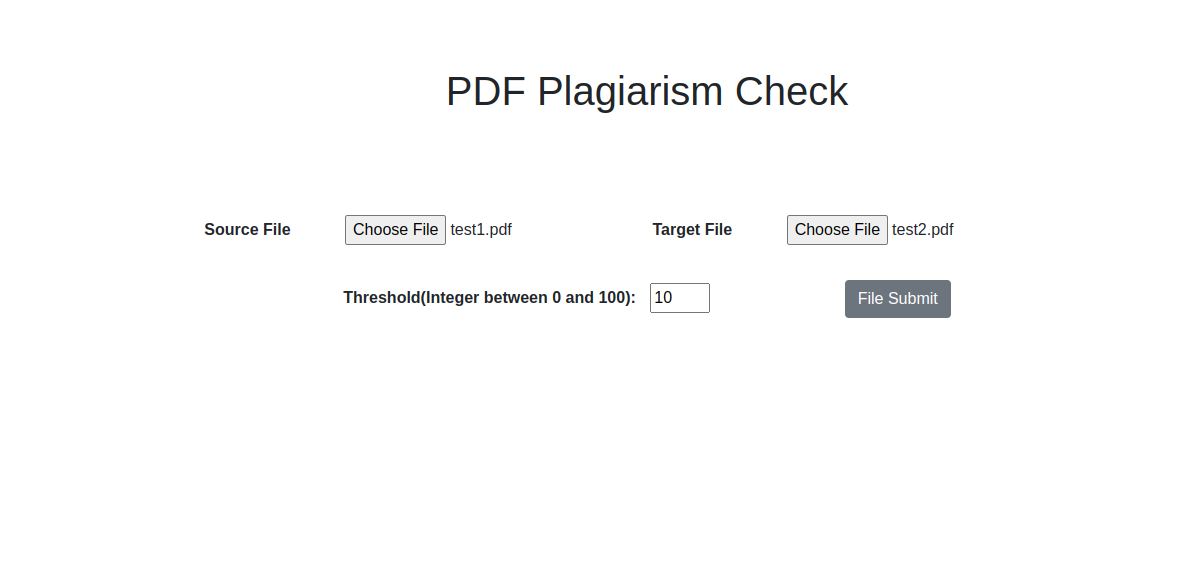 PDF Plagiarism Check
Source File Choose File test1.pdf Target File Choose File test2.pdf
Threshold(Integer between 0 and 100): 10 File Submit